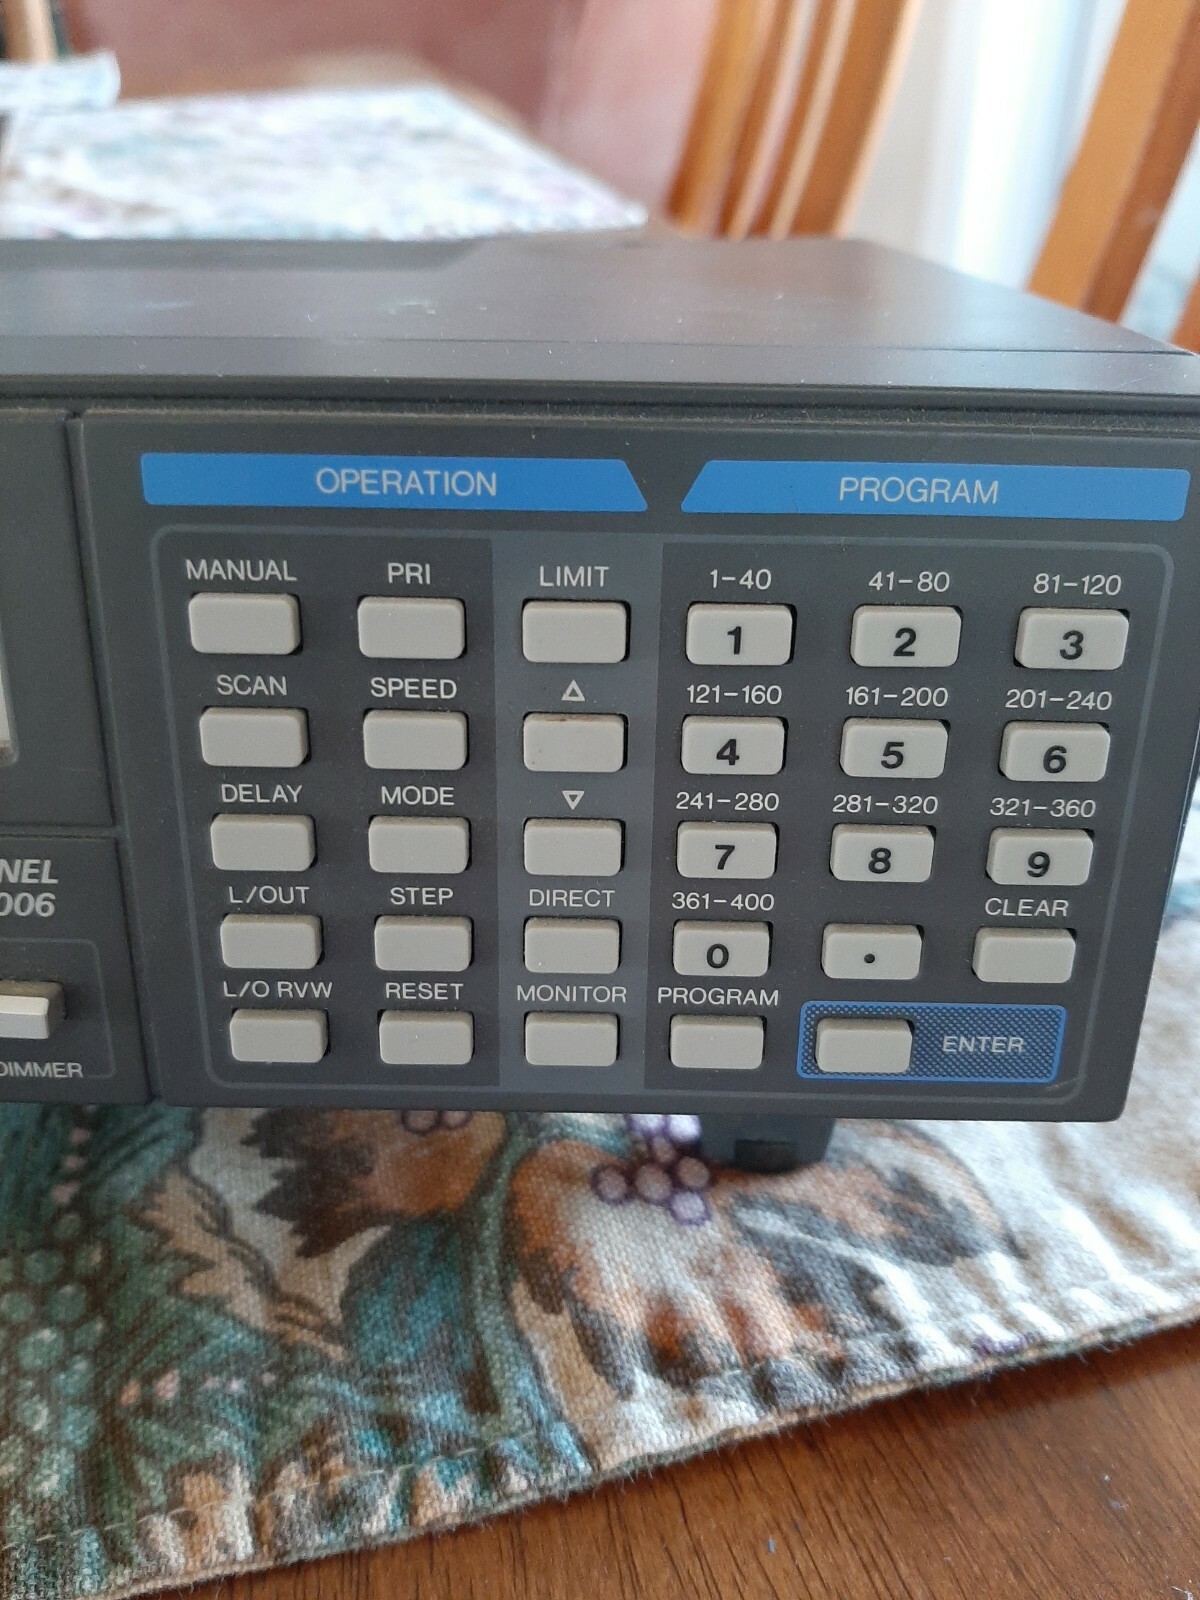 OPERATION PROGRAM
MANUAL PRI LIMIT 1-40 41-80 81-120
1 2 3
SCAN SPEED △ 121-160 161-200 201-240
4 5 6
DELAY MODE ▽ 241-280 281-320 321-360
7 8 9
L/OUT STEP DIRECT 361-400 CLEAR
0 .
L/O RVW RESET MONITOR PROGRAM
ENTER
NEL
006
DIMMER